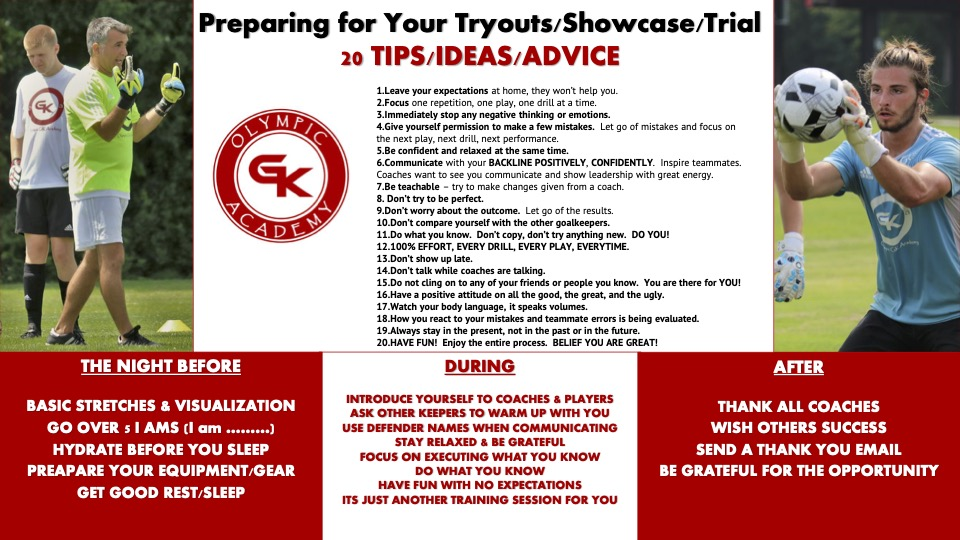 Preparing for Your Tryouts/Showcase/Trial
20 TIPS/IDEAS/ADVICE
OLYMPIC
GK
ACADEMY
1.Leave your expectations at home, they won't help you.
2.Focus one repetition, one play, one drill at a time.
3.Immediately stop any negative thinking or emotions.
4.Give yourself permission to make a few mistakes. Let go of mistakes and focus on
the next play, next drill, next performance.
5.Be confident and relaxed at the same time.
6.Communicate with your BACKLINE POSITIVELY, CONFIDENTLY. Inspire teammates.
Coaches want to see you communicate and show leadership with great energy.
7.Be teachable – try to make changes given from a coach.
8. Don't try to be perfect.
9.Don't worry about the outcome. Let go of the results.
10.Don't compare yourself with the other goalkeepers.
11.Do what you know. Don't copy, don't try anything new. DO YOU!
12.100% EFFORT, EVERY DRILL, EVERY PLAY, EVERYTIME.
13.Don't show up late.
14.Don't talk while coaches are talking.
15.Do not cling on to any of your friends or people you know. You are there for YOU!
16.Have a positive attitude on all the good, the great, and the ugly.
17.Watch your body language, it speaks volumes.
18.How you react to your mistakes and teammate errors is being evaluated.
19.Always stay in the present, not in the past or in the future.
20.HAVE FUN! Enjoy the entire process. BELIEF YOU ARE GREAT!
THE NIGHT BEFORE
BASIC STRETCHES & VISUALIZATION
GO OVER 5 I AMS (I am .........)
HYDRATE BEFORE YOU SLEEP
PREAPARE YOUR EQUIPMENT/GEAR
GET GOOD REST/SLEEP
DURING
INTRODUCE YOURSELF TO COACHES & PLAYERS
ASK OTHER KEEPERS TO WARM UP WITH YOU
USE DEFENDER NAMES WHEN COMMUNICATING
STAY RELAXED & BE GRATEFUL
FOCUS ON EXECUTING WHAT YOU KNOW
DO WHAT YOU KNOW
HAVE FUN WITH NO EXPECTATIONS
ITS JUST ANOTHER TRAINING SESSION FOR YOU
AFTER
THANK ALL COACHES
WISH OTHERS SUCCESS
SEND A THANK YOU EMAIL
BE GRATEFUL FOR THE OPPORTUNITY